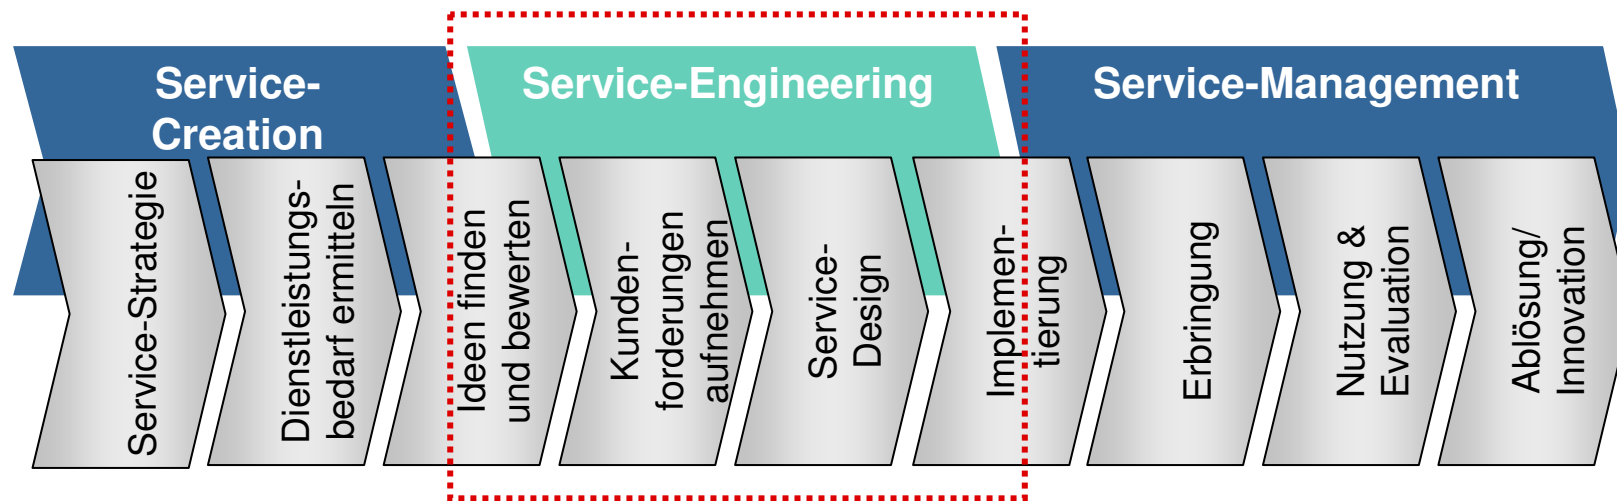 Service-
Creation
Service-Engineering
Service-Management
Service-Strategie
Dienstleistungs-
bedarf ermitteln
Ideen finden
und bewerten
Kunden-
forderungen
aufnehmen
Service-
Design
Implemen-
tierung
Erbringung
Nutzung &
Evaluation
Ablösung/
Innovation